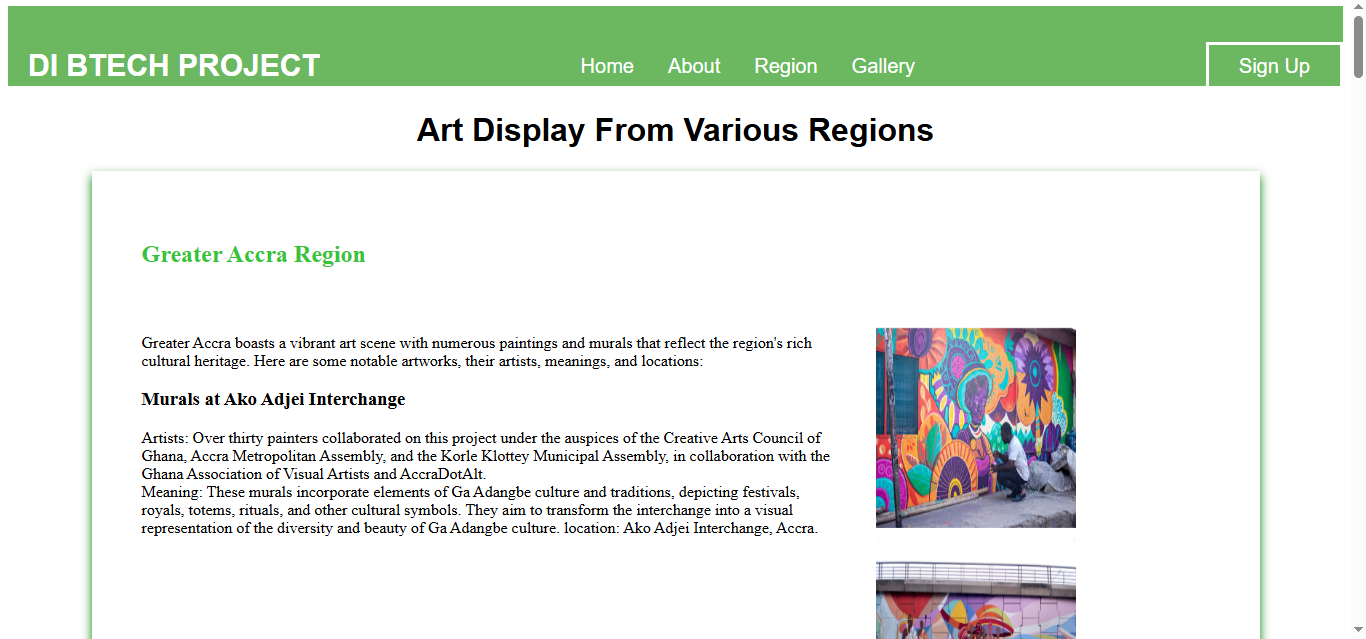 DI BTECH PROJECT
Home About Region Gallery
Sign Up
Art Display From Various Regions
Greater Accra Region
Greater Accra boasts a vibrant art scene with numerous paintings and murals that reflect the region's rich
cultural heritage. Here are some notable artworks, their artists, meanings, and locations:
Murals at Ako Adjei Interchange
Artists: Over thirty painters collaborated on this project under the auspices of the Creative Arts Council of
Ghana, Accra Metropolitan Assembly, and the Korle Klottey Municipal Assembly, in collaboration with the
Ghana Association of Visual Artists and AccraDotAlt.
Meaning: These murals incorporate elements of Ga Adangbe culture and traditions, depicting festivals,
royals, totems, rituals, and other cultural symbols. They aim to transform the interchange into a visual
representation of the diversity and beauty of Ga Adangbe culture. location: Ako Adjei Interchange, Accra.